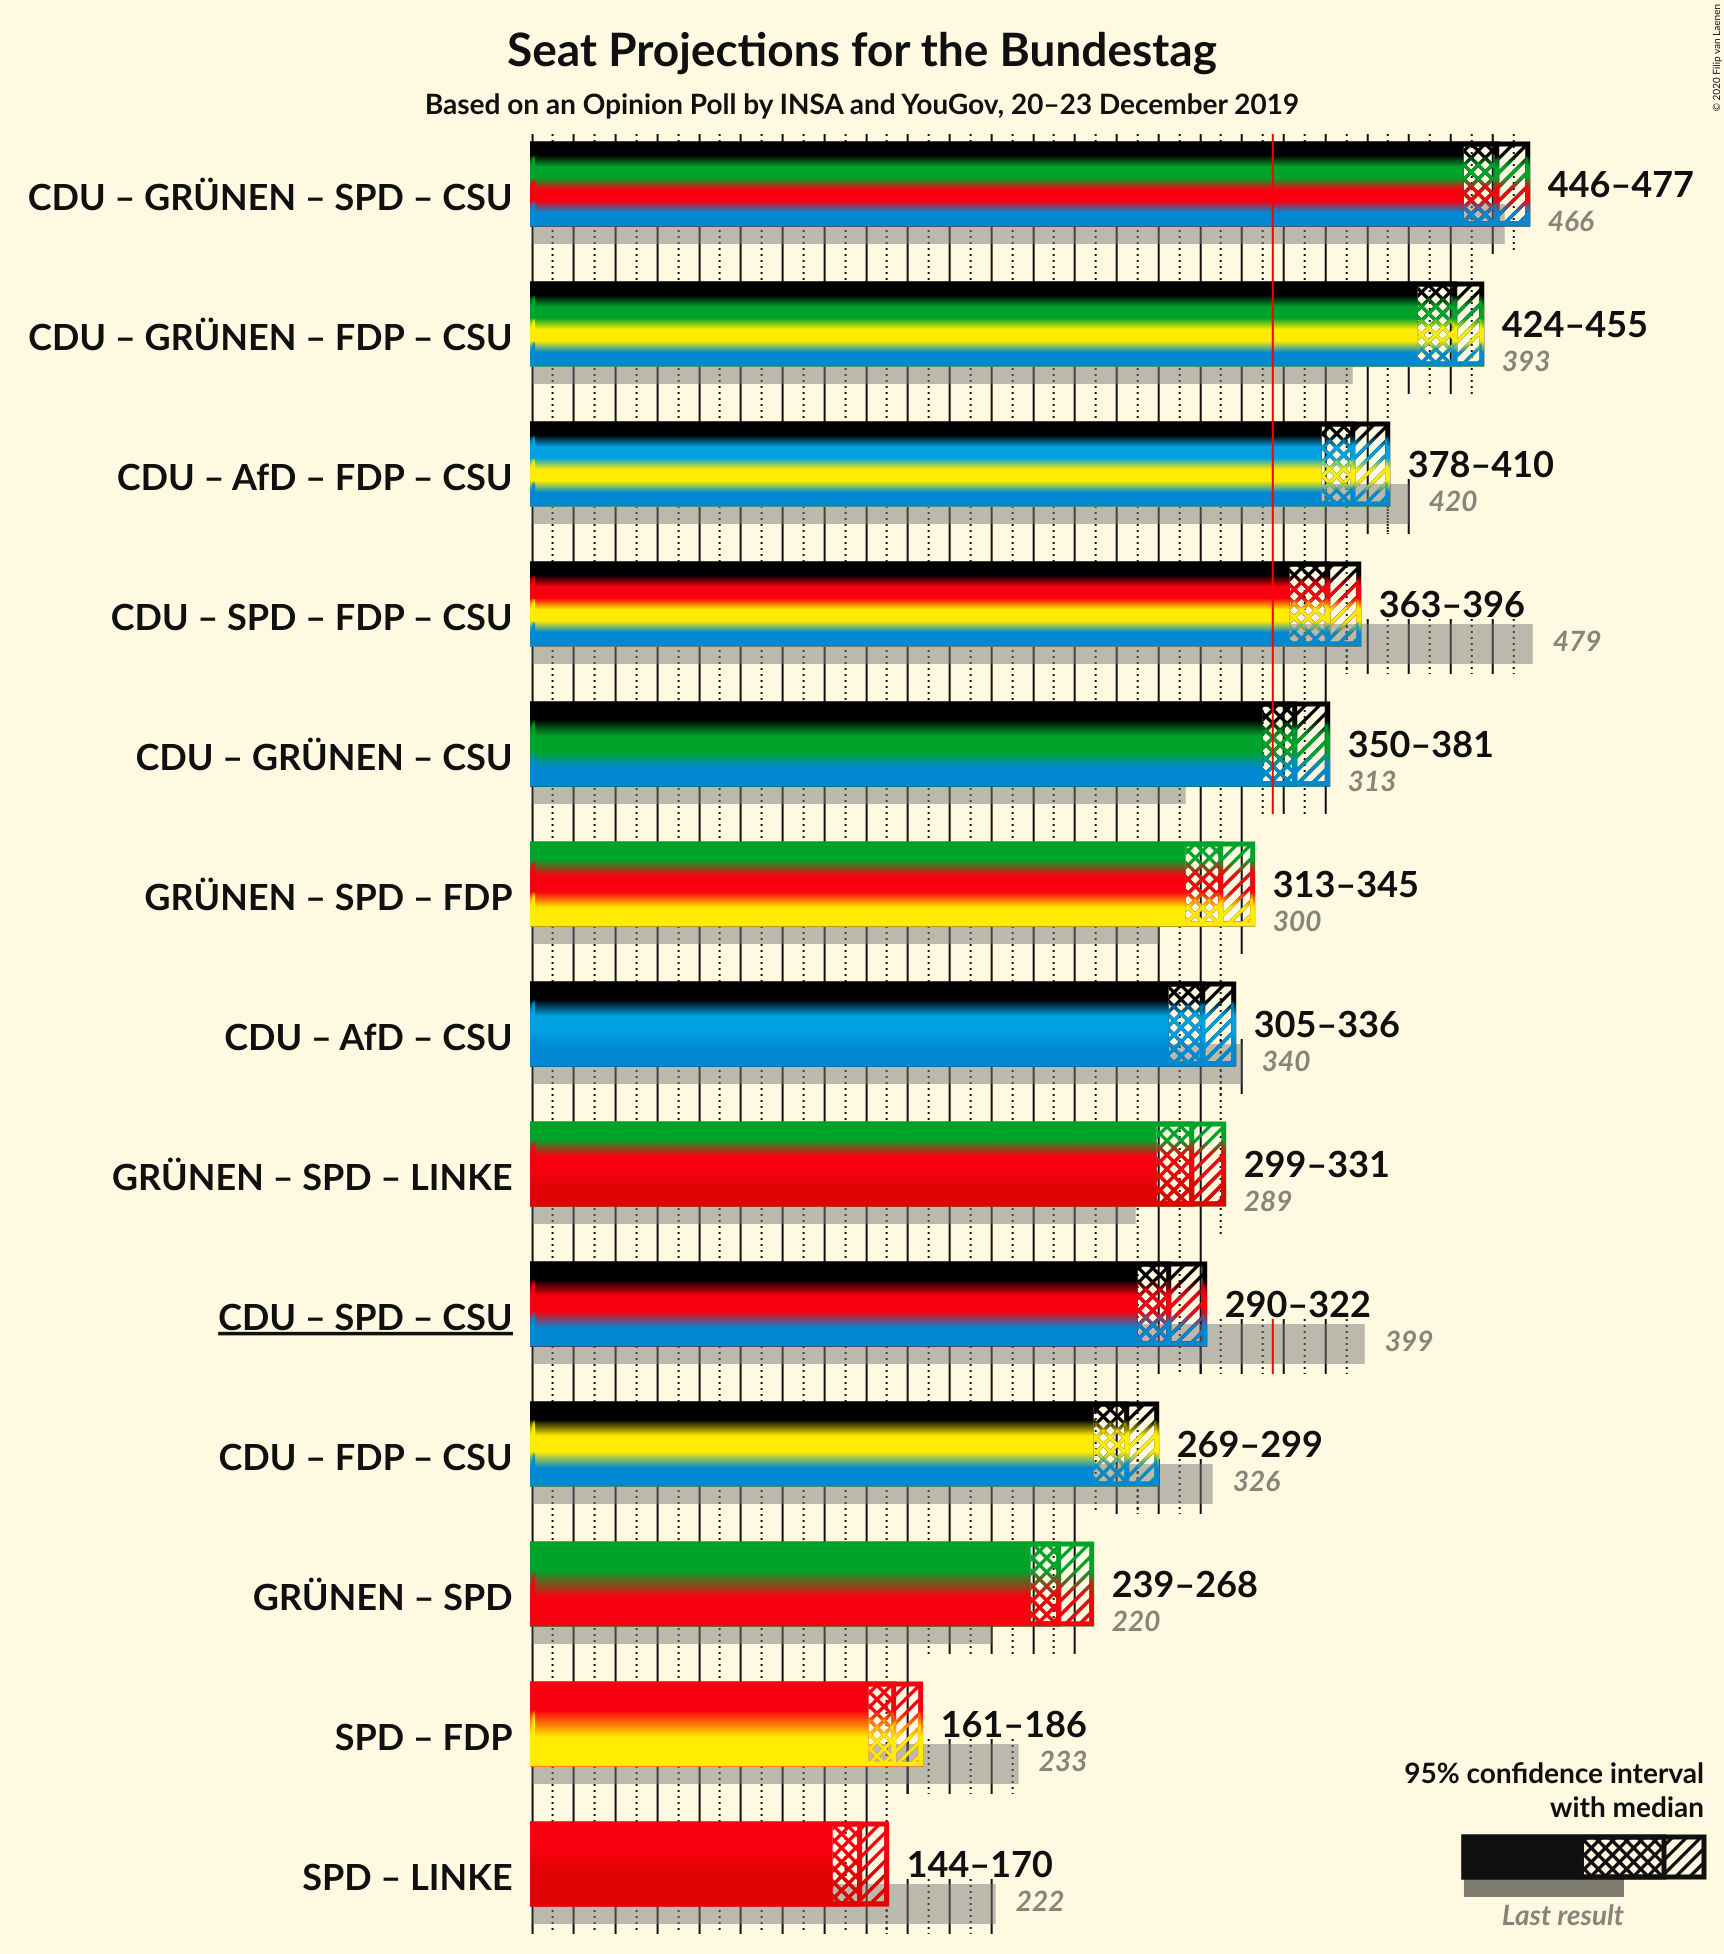 Seat Projections for the Bundestag
Based on an Opinion Poll by INSA and YouGov, 20–23 December 2019
© 2020 Filip van Laenen
CDU – GRÜNEN – SPD – CSU
446–477
466
CDU – GRÜNEN – FDP – CSU
424–455
393
CDU – AfD – FDP – CSU
378–410
420
CDU – SPD – FDP – CSU
363–396
479
CDU – GRÜNEN – CSU
350–381
313
GRÜNEN – SPD – FDP
313–345
300
CDU – AfD – CSU
305–336
340
GRÜNEN – SPD – LINKE
299–331
289
CDU – SPD – CSU
290–322
399
CDU – FDP – CSU
269–299
326
GRÜNEN – SPD
239–268
220
SPD – FDP
161–186
233
SPD – LINKE
144–170
222
95% confidence interval
with median
Last result